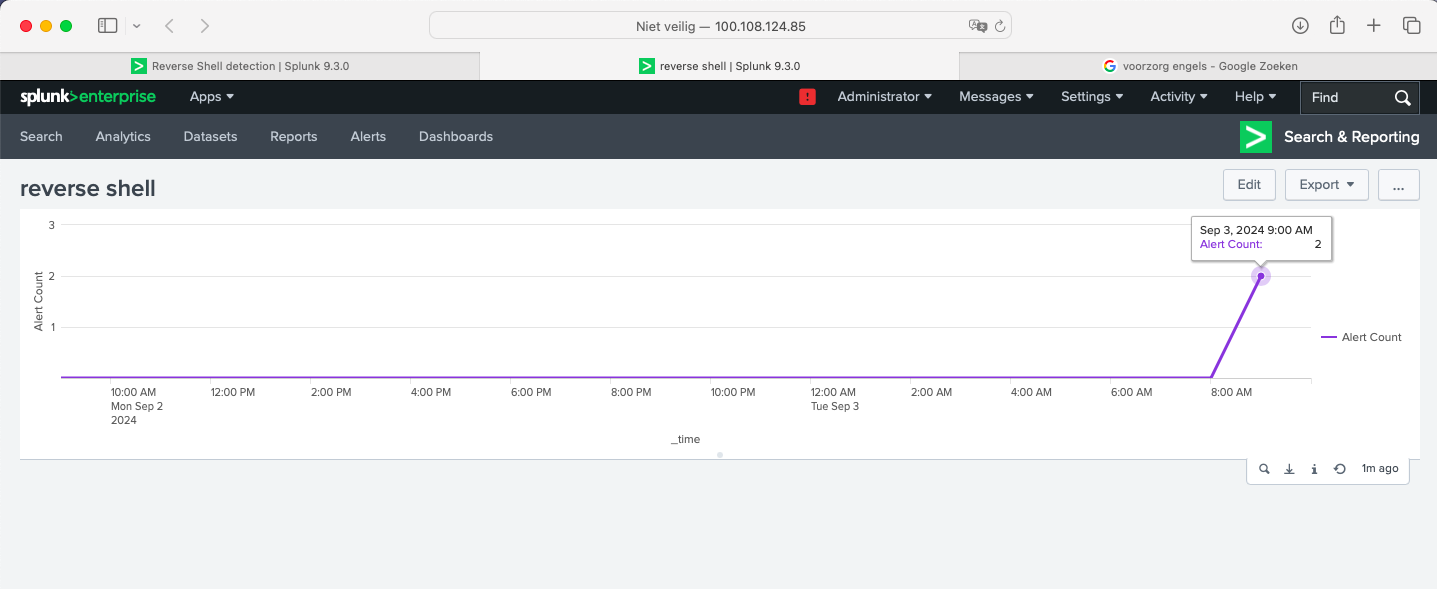 Niet veilig — 100.108.124.85
Reverse Shell detection | Splunk 9.3.0
reverse shell | Splunk 9.3.0
voorzorg engels - Google Zoeken
splunk>enterprise Apps
! Administrator Messages Settings Activity Help Find
Search Analytics Datasets Reports Alerts Dashboards
> Search & Reporting
reverse shell
Edit Export ...
3
Sep 3, 2024 9:00 AM
Alert Count: 2
2
1
Alert Count
Alert Count
10:00 AM 12:00 PM 2:00 PM 4:00 PM 6:00 PM 8:00 PM 10:00 PM 12:00 AM 2:00 AM 4:00 AM 6:00 AM 8:00 AM
Mon Sep 2 Tue Sep 3
2024
_time
1m ago